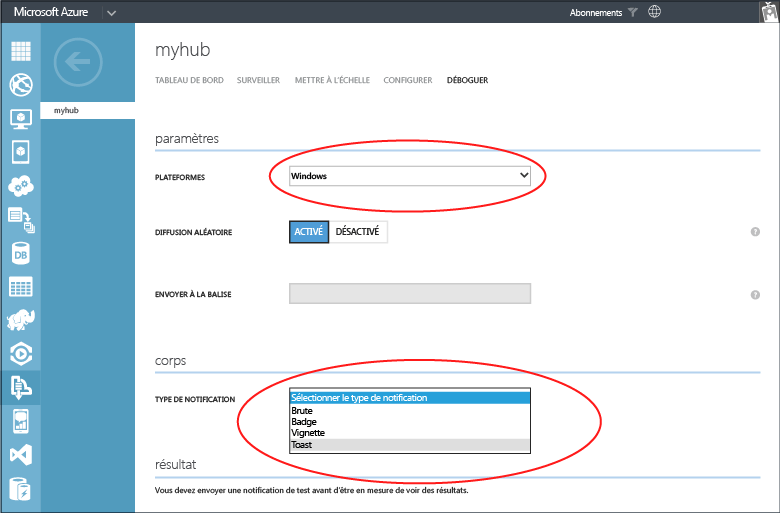 Microsoft Azure
Abonnements
myhub
myhub
TABLEAU DE BORD SURVEILLER METTRE À L'ÉCHELLE CONFIGURER DÉBOGUER
paramètres
PLATEFORMES Windows
DIFFUSION ALÉATOIRE ACTIVÉ DÉSACTIVÉ ?
ENVOYER À LA BALISE ?
DB
corps
TYPE DE NOTIFICATION Sélectionner le type de notification
Brute
Badge
Vignette
Toast
résultat
Vous devez envoyer une notification de test avant d'être en mesure de voir des résultats.